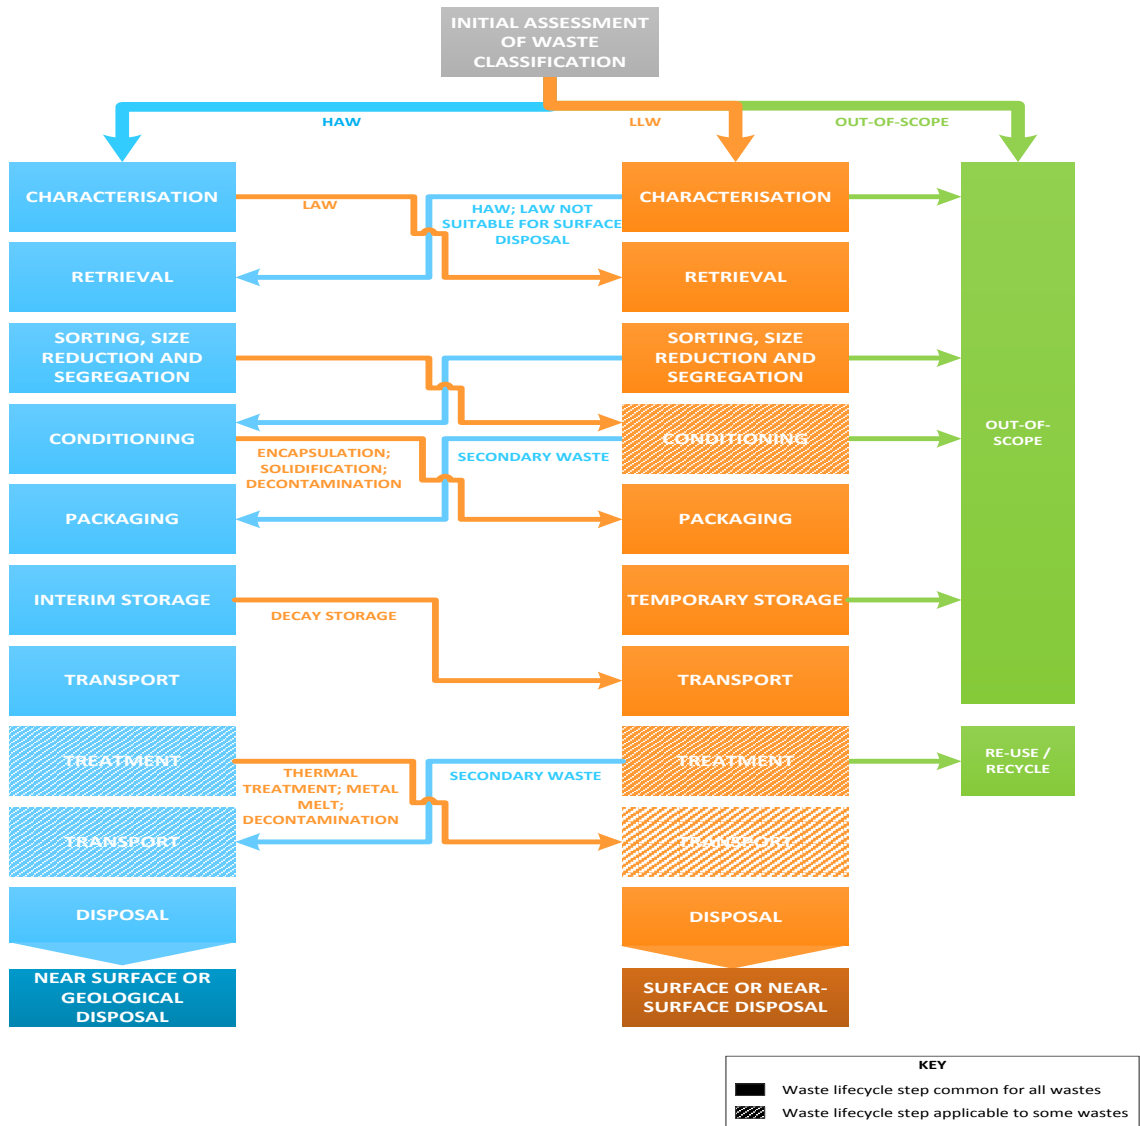 INITIAL ASSESSMENT
OF WASTE
CLASSIFICATION
HAW
LLW
OUT-OF-SCOPE
CHARACTERISATION
LAW
HAW; LAW NOT
SUITABLE FOR SURFACE
DISPOSAL
CHARACTERISATION
RETRIEVAL
RETRIEVAL
SORTING, SIZE
REDUCTION AND
SEGREGATION
SORTING, SIZE
REDUCTION AND
SEGREGATION
CONDITIONING
ENCAPSULATION;
SOLIDIFICATION;
DECONTAMINATION
SECONDARY WASTE
CONDITIONING
OUT-OF-
SCOPE
PACKAGING
PACKAGING
INTERIM STORAGE
DECAY STORAGE
TEMPORARY STORAGE
TRANSPORT
TRANSPORT
TREATMENT
THERMAL
TREATMENT; METAL
MELT;
DECONTAMINATION
SECONDARY WASTE
TREATMENT
RE-USE /
RECYCLE
TRANSPORT
TRANSPORT
DISPOSAL
DISPOSAL
NEAR SURFACE OR
GEOLOGICAL
DISPOSAL
SURFACE OR NEAR-
SURFACE DISPOSAL
KEY
Waste lifecycle step common for all wastes
Waste lifecycle step applicable to some wastes